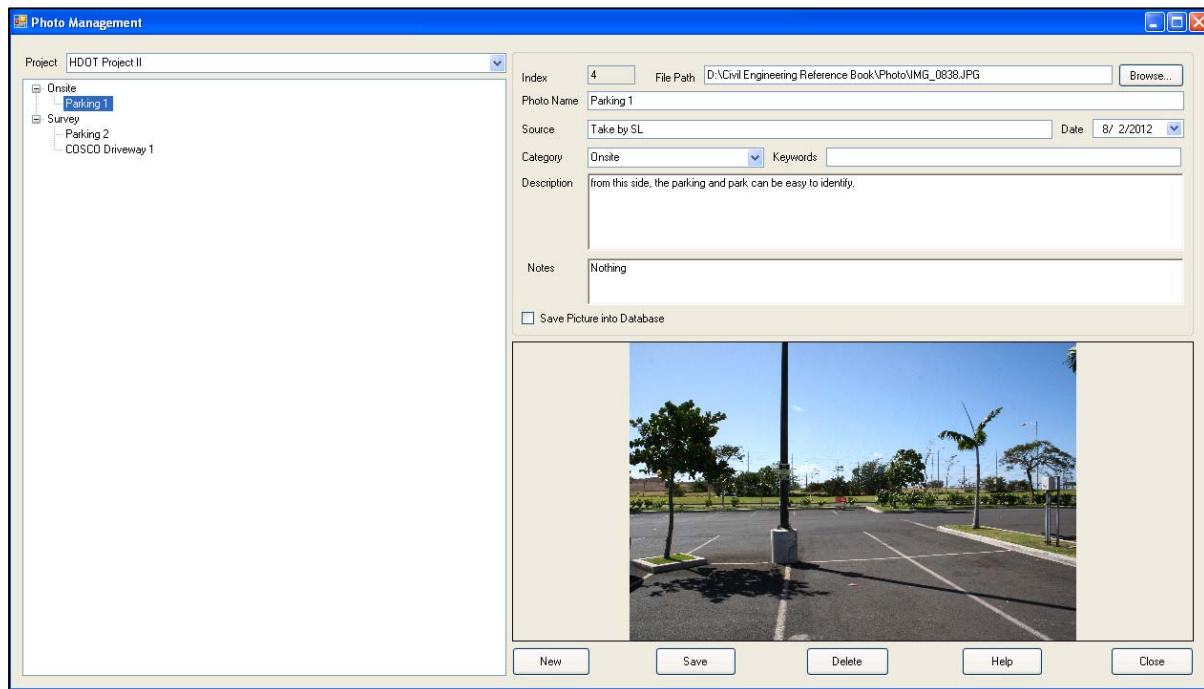 Photo Management
Project HDOT Project II
Onsite
Parking 1
Survey
Parking 2
COSCO Driveway 1
Index 4 File Path D:\Civil Engineering Reference Book\Photo\IMG_0838.JPG Browse...
Photo Name Parking 1
Source Take by SL Date 8/ 2/2012
Category Onsite Keywords
Description from this side, the parking and park can be easy to identify.
Notes Nothing
Save Picture into Database
New Save Delete Help Close